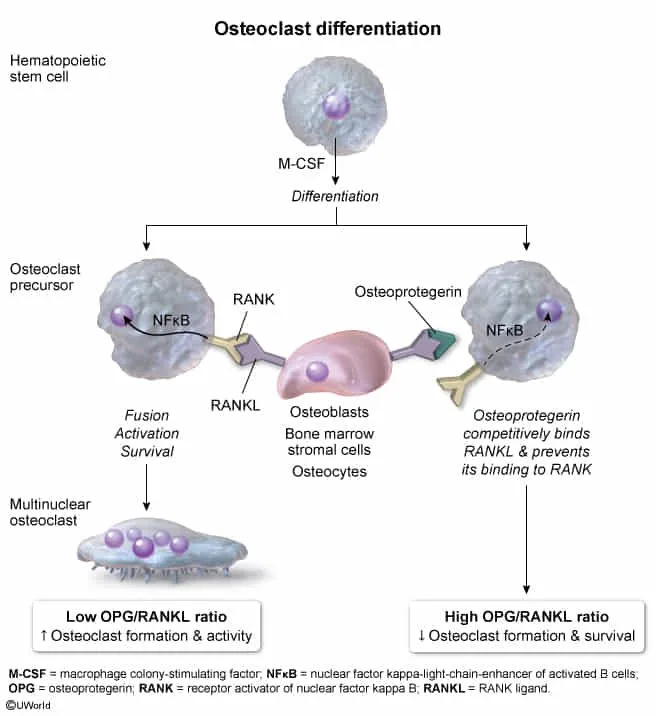 Osteoclast differentiation
Hematopoietic
stem cell
M-CSF
Differentiation
Osteoclast
precursor
NFκB
RANK
RANKL
Osteoprotegerin
NFκB
Osteoblasts
Bone marrow
stromal cells
Osteocytes
Fusion
Activation
Survival
Osteoprotegerin
competitively binds
RANKL & prevents
its binding to RANK
Multinuclear
osteoclast
Low OPG/RANKL ratio
↑ Osteoclast formation & activity
High OPG/RANKL ratio
↓ Osteoclast formation & survival
M-CSF = macrophage colony-stimulating factor; NFκB = nuclear factor kappa-light-chain-enhancer of activated B cells;
OPG = osteoprotegerin; RANK = receptor activator of nuclear factor kappa B; RANKL = RANK ligand.
©UWorld